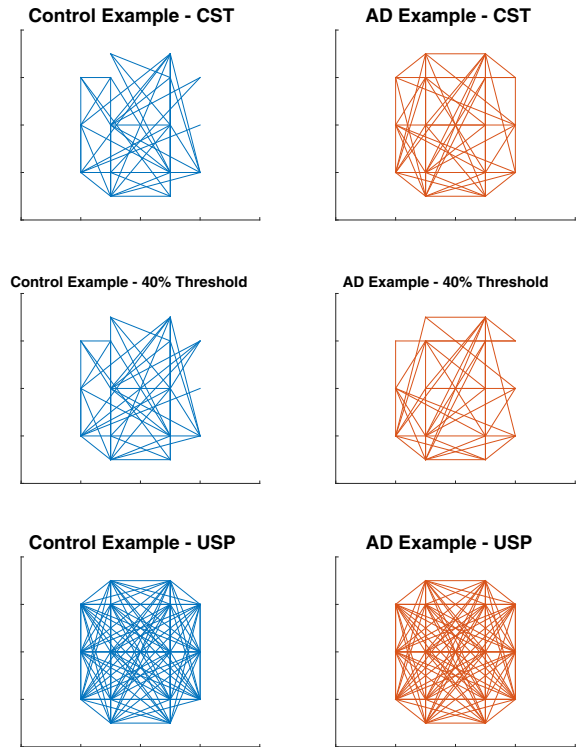 Control Example - CST
AD Example - CST
Control Example - 40% Threshold
AD Example - 40% Threshold
Control Example - USP
AD Example - USP